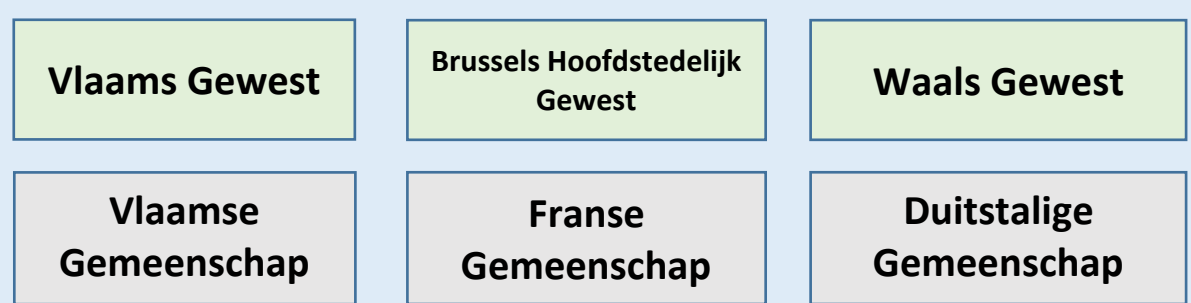 Vlaams Gewest
Brussels Hoofdstedelijk
Gewest
Waals Gewest
Vlaamse
Gemeenschap
Franse
Gemeenschap
Duitstalige
Gemeenschap